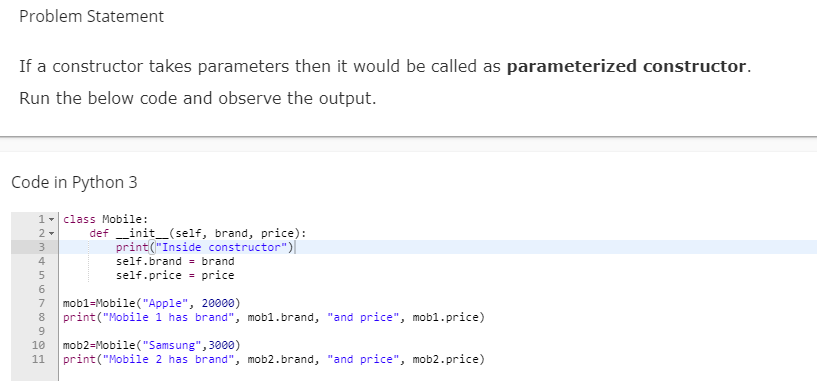 Problem Statement
If a constructor takes parameters then it would be called as parameterized constructor.
Run the below code and observe the output.
Code in Python 3
1 class Mobile:
2     def __init__(self, brand, price):
3         print("Inside constructor")
4         self.brand = brand
5         self.price = price
6
7 mob1=Mobile("Apple", 20000)
8 print("Mobile 1 has brand", mob1.brand, "and price", mob1.price)
9
10 mob2=Mobile("Samsung",3000)
11 print("Mobile 2 has brand", mob2.brand, "and price", mob2.price)